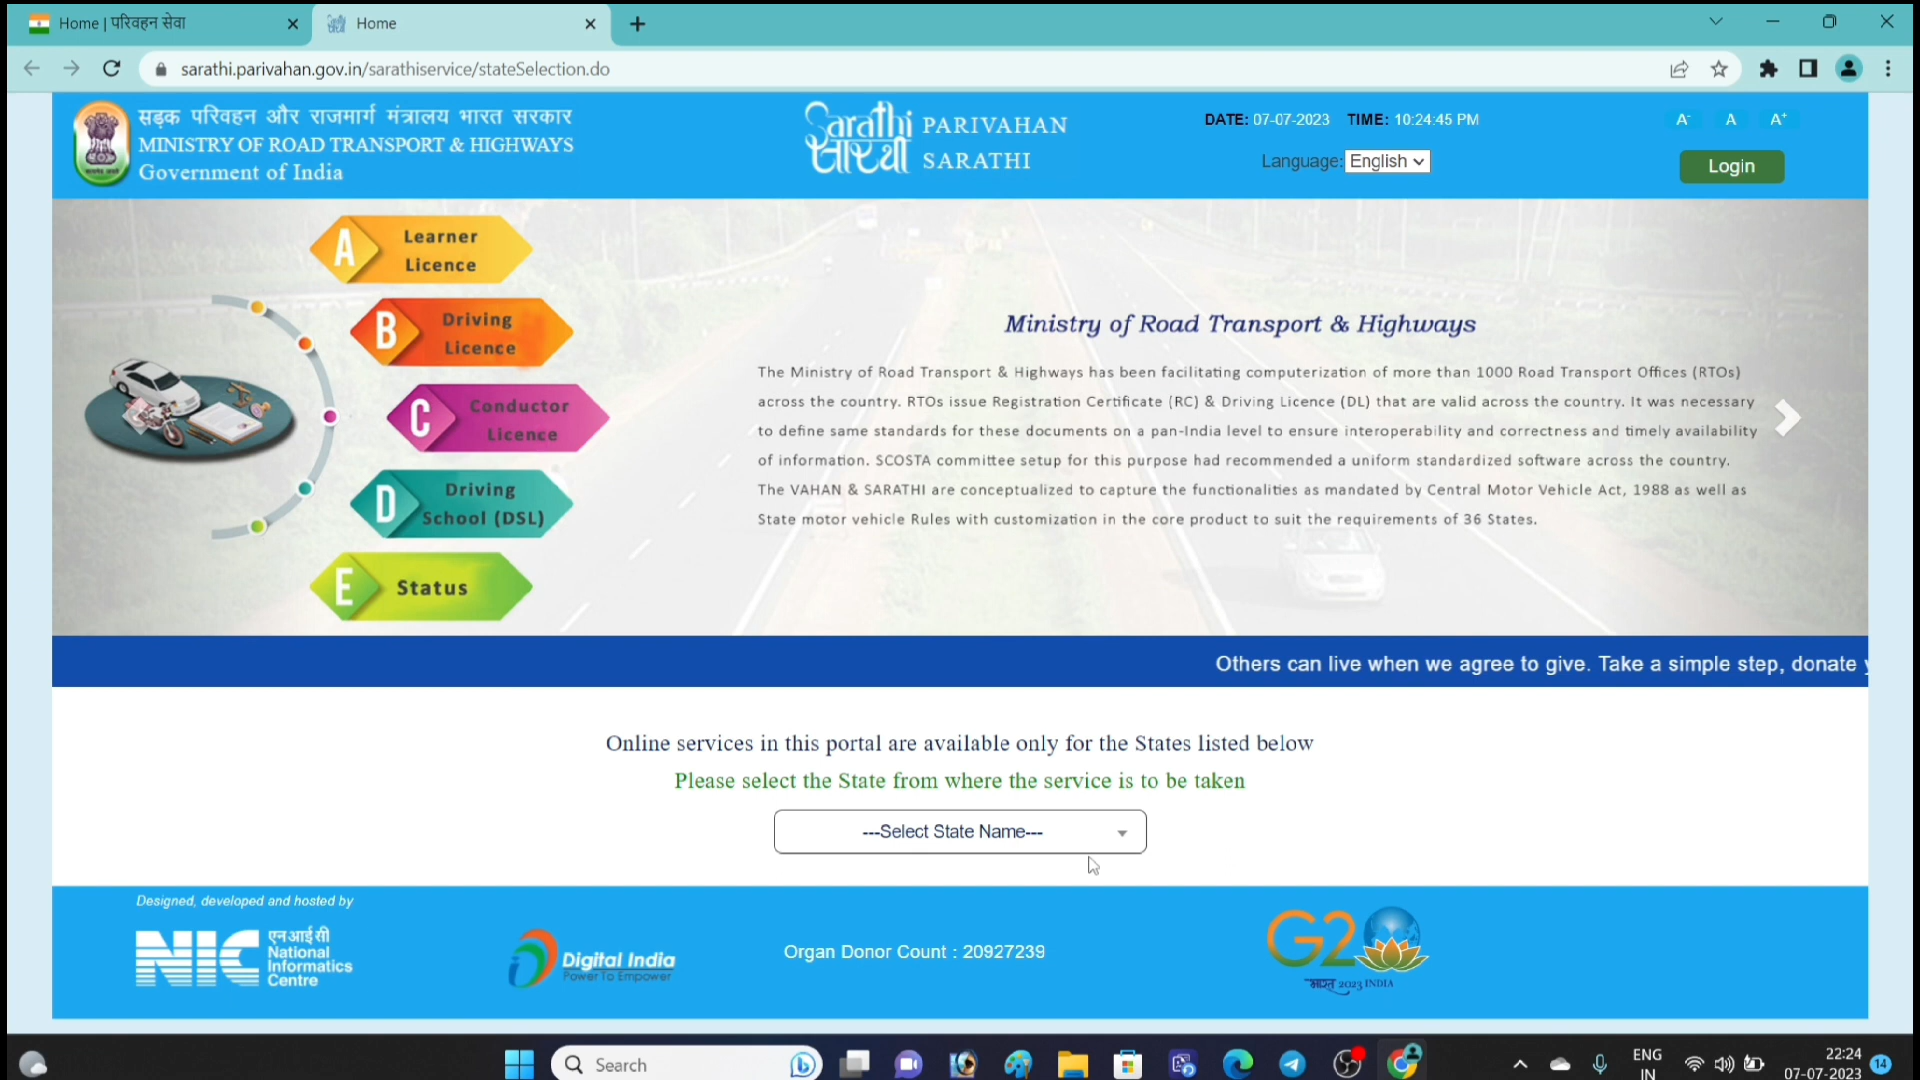 Home | परिवहन सेवा
Home
sarathi.parivahan.gov.in/sarathiservice/stateSelection.do
सड़क परिवहन और राजमार्ग मंत्रालय भारत सरकार
MINISTRY OF ROAD TRANSPORT & HIGHWAYS
Government of India
Sarathi
सारथी
PARIVAHAN
SARATHI
DATE: 07-07-2023 TIME: 10:24:45 PM
Language: English
A- A A+
Login
A Learner
Licence
B Driving
Licence
C Conductor
Licence
D Driving
School (DSL)
E Status
Ministry of Road Transport & Highways
The Ministry of Road Transport & Highways has been facilitating computerization of more than 1000 Road Transport Offices (RTOs)
across the country. RTOs issue Registration Certificate (RC) & Driving Licence (DL) that are valid across the country. It was necessary
to define same standards for these documents on a pan-India level to ensure interoperability and correctness and timely availability
of information. SCOSTA committee setup for this purpose had recommended a uniform standardized software across the country.
The VAHAN & SARATHI are conceptualized to capture the functionalities as mandated by Central Motor Vehicle Act, 1988 as well as
State motor vehicle Rules with customization in the core product to suit the requirements of 36 States.
Others can live when we agree to give. Take a simple step, donate
Online services in this portal are available only for the States listed below
Please select the State from where the service is to be taken
---Select State Name---
Designed, developed and hosted by
NIC
एनआईसी
National
Informatics
Centre
Digital India
Power To Empower
Organ Donor Count : 20927239
G2
भारत 2023 INDIA
Search
ENG
IN
22:24
07-07-2023
14